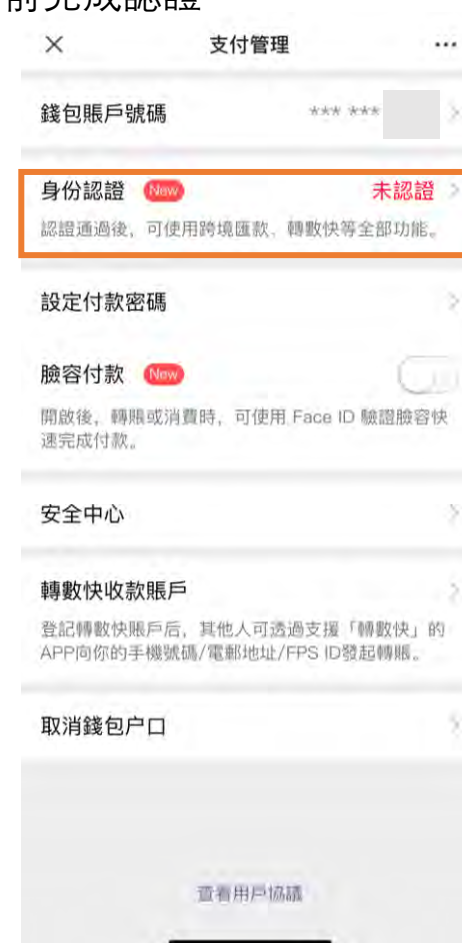 前完成認證
支付管理
錢包賬戶號碼 *** ***
身份認證 New 未認證
認證通過後，可使用跨境匯款、轉數快等全部功能。
設定付款密碼
臉容付款 New
開啟後，轉賬或消費時，可使用 Face ID 驗證臉容快
速完成付款。
安全中心
轉數快收款賬戶
登記轉數快賬戶后，其他人可透過支援「轉數快」的
APP向你的手機號碼/電郵地址/FPS ID發起轉賬。
取消錢包户口
查看用戶協議